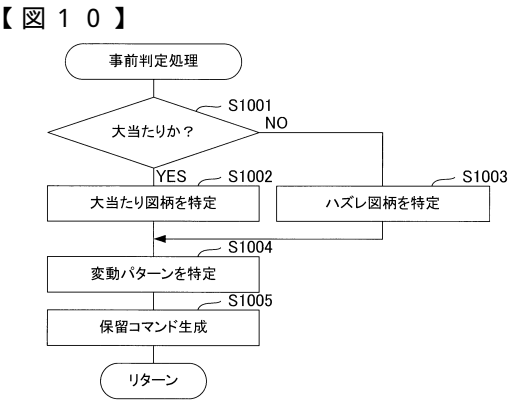 【図１０】
事前判定処理
S1001
大当たりか？
NO
YES
S1002
S1003
大当たり図柄を特定
ハズレ図柄を特定
S1004
変動パターンを特定
S1005
保留コマンド生成
リターン